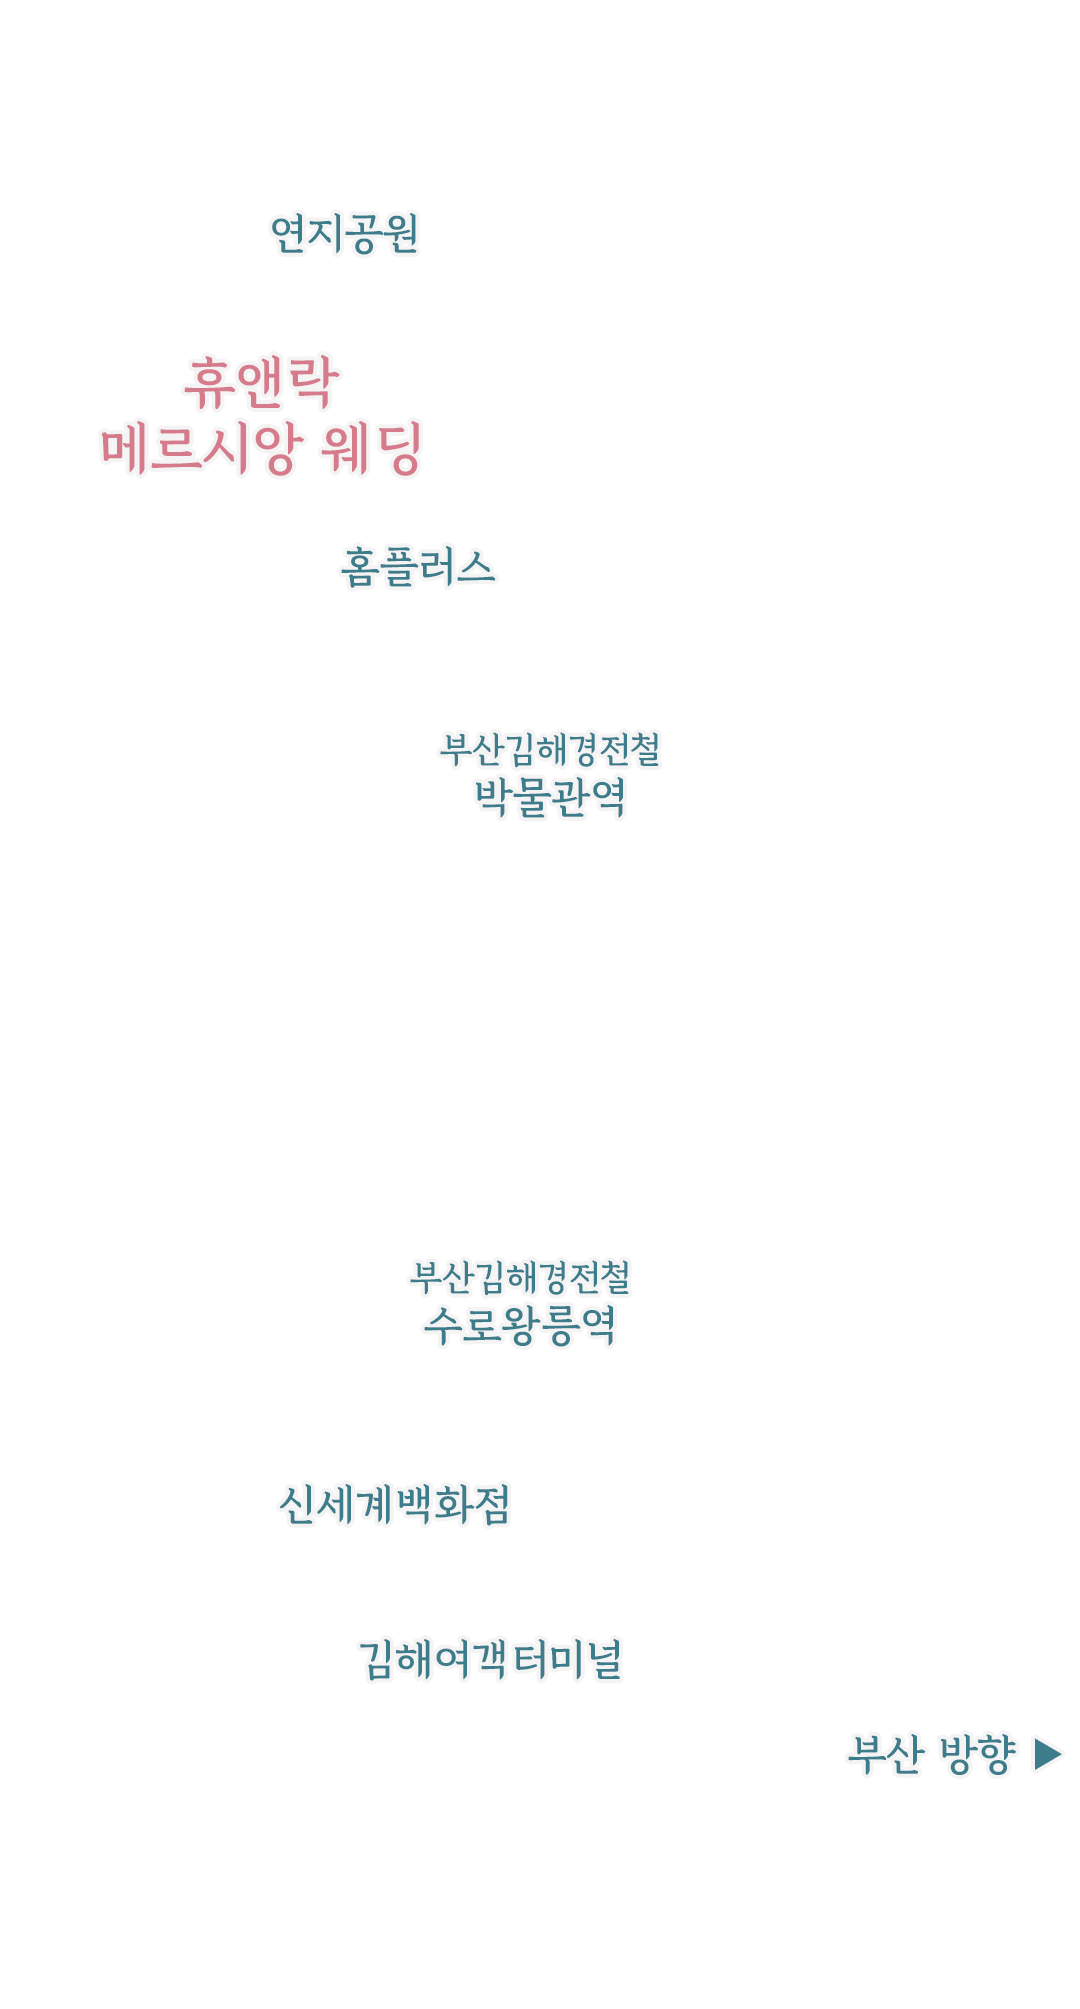 연지공원
휴앤락
메르시앙 웨딩
홈플러스
부산김해경전철
박물관역
부산김해경전철
수로왕릉역
신세계백화점
김해여객터미널
부산 방향 ▶